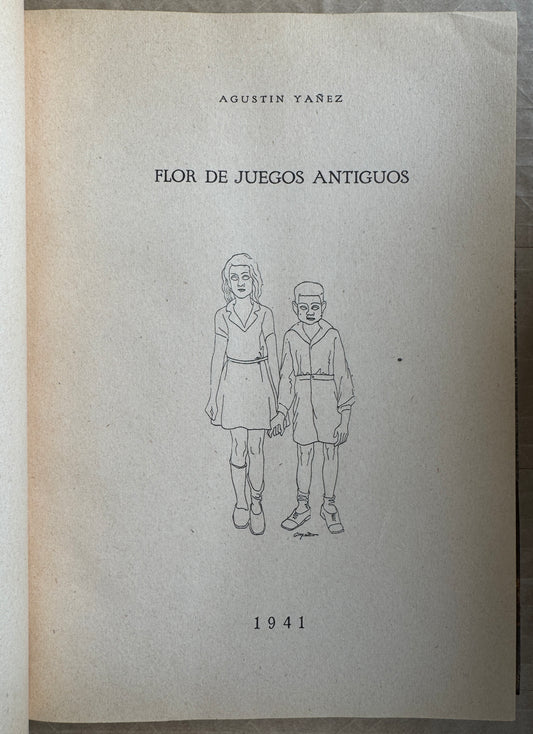 AGUSTIN YAÑEZ
FLOR DE JUEGOS ANTIGUOS
1941